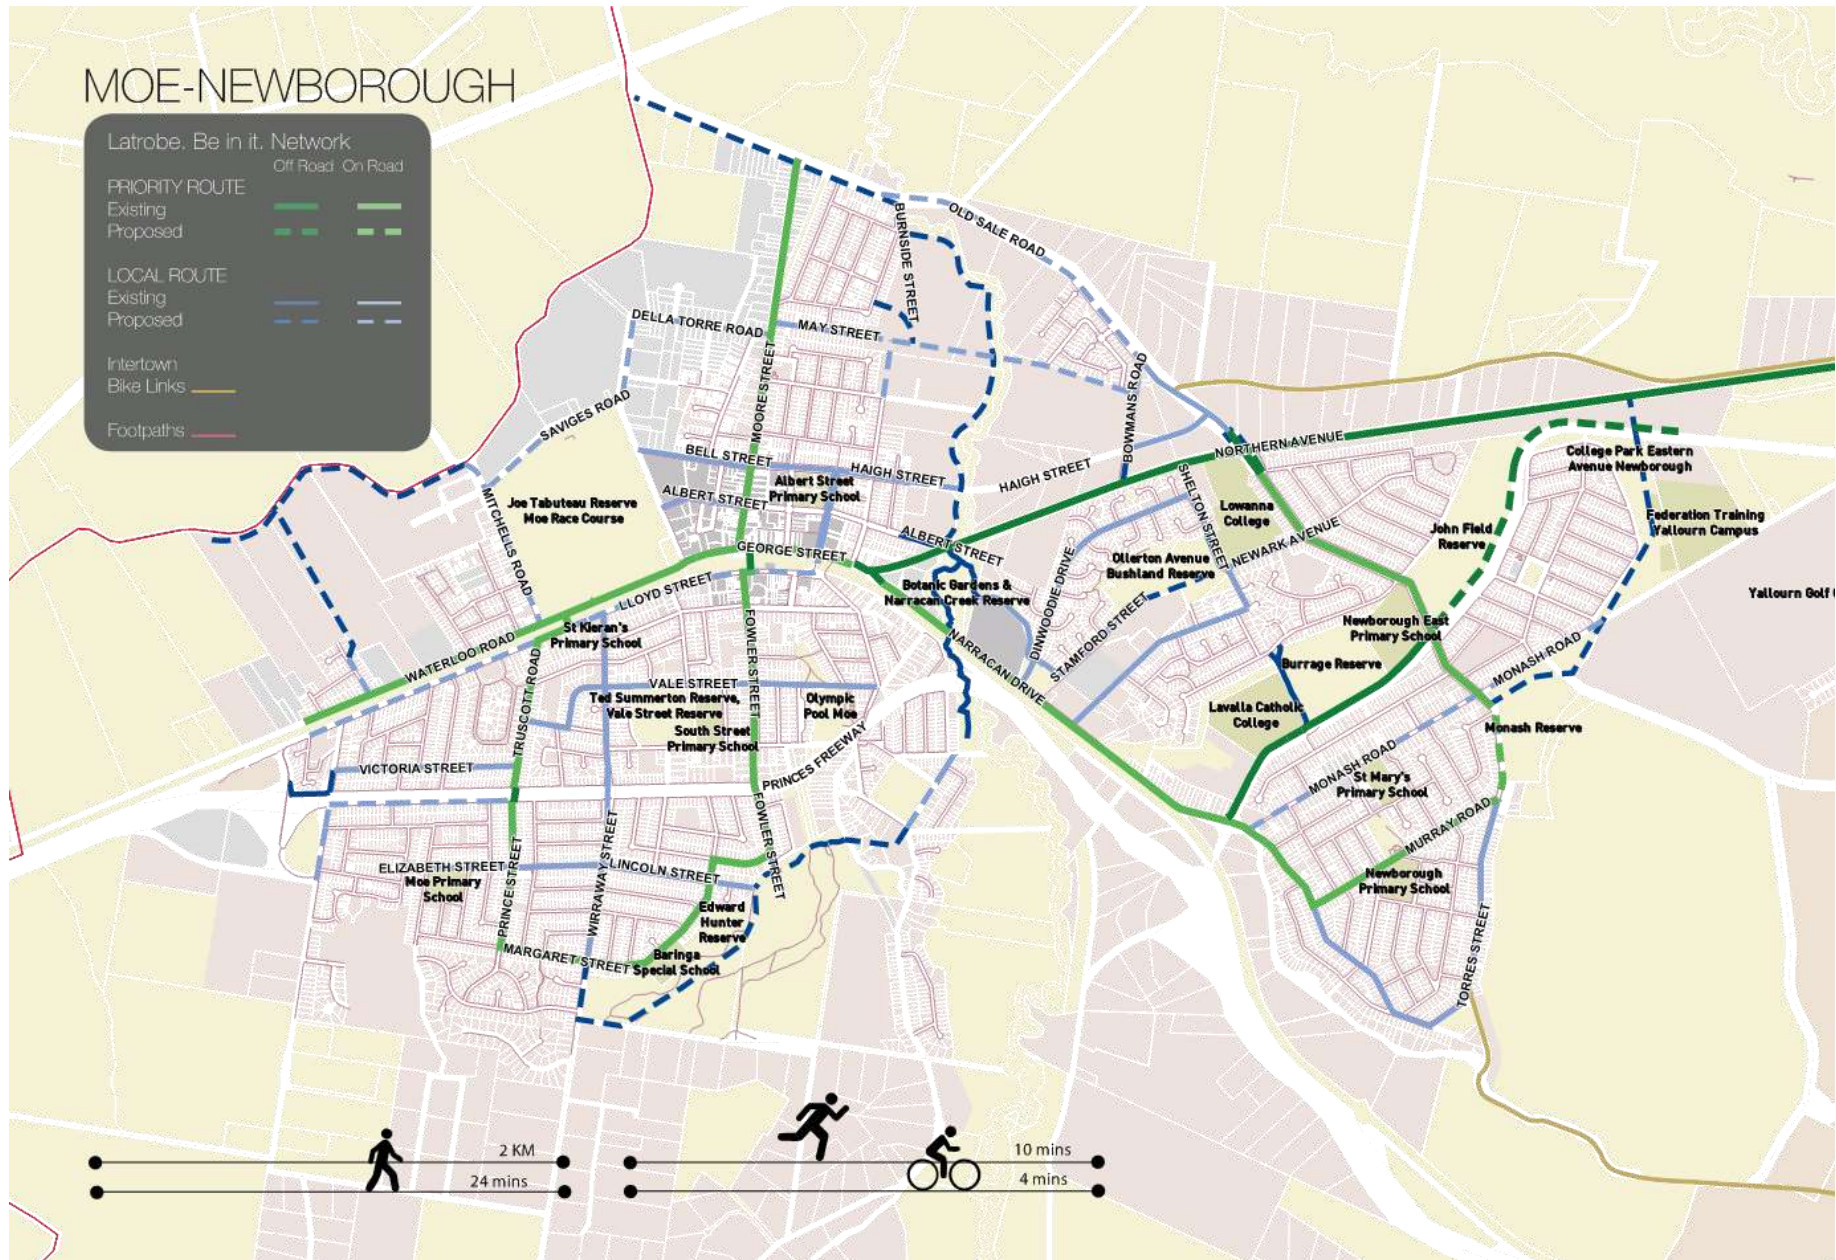 MOE-NEWBOROUGH
Latrobe. Be in it. Network
Off Road On Road
PRIORITY ROUTE
Existing
Proposed
LOCAL ROUTE
Existing
Proposed
Intertown
Bike Links
Footpaths
OLD SALE ROAD
BURNSIDE STREET
DELLA TORRE ROAD
MAY STREET
MOORE STREET
SAVIGES ROAD
BOWMANS ROAD
BELL STREET
HAIGH STREET
HAIGH STREET
NORTHERN AVENUE
ALBERT STREET
Albert Street
Primary School
MITCHELLS ROAD
Joe Tabuteau Reserve
Moe Race Course
SHELTON STREET
Lowanna
College
College Park Eastern
Avenue Newborough
Federation Training
Yallourn Campus
John Field
Reserve
NEWARK AVENUE
ALBERT STREET
GEORGE STREET
LLOYD STREET
Botanic Gardens &
Narracan Creek Reserve
DINWOODIE DRIVE
Ollerton Avenue
Bushland Reserve
STAMFORD STREET
Yallourn Golf
Newborough East
Primary School
St Kieran's
Primary School
WATERLOO ROAD
TRUSCOTT ROAD
FOWLER STREET
NARRACAN DRIVE
Burrage Reserve
MONASH ROAD
VALE STREET
Ted Summerton Reserve,
Vale Street Reserve
Olympic
Pool Moe
South Street
Primary School
Lavalla Catholic
College
Monash Reserve
VICTORIA STREET
PRINCES FREEWAY
MONASH ROAD
St Mary's
Primary School
MURRAY ROAD
FOWLER STREET
PRINCE STREET
WIRRAWAY STREET
ELIZABETH STREET
LINCOLN STREET
Moe Primary
School
Newborough
Primary School
Edward
Hunter
Reserve
MARGARET STREET
Baringa
Special School
TORRES STREET
2 KM
24 mins
10 mins
4 mins